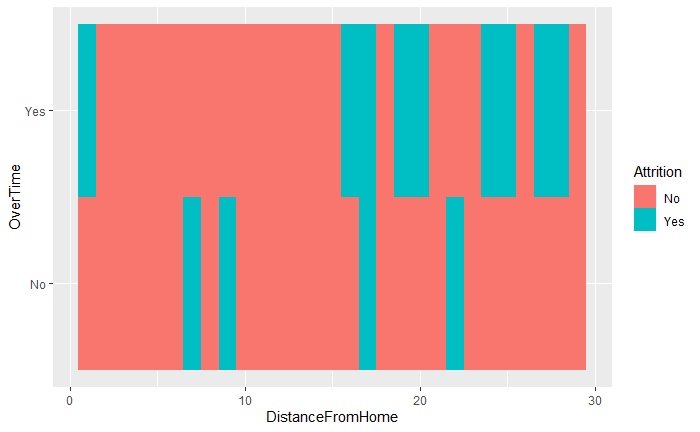 OverTime
Yes
No
0 10 20 30
DistanceFromHome
Attrition
No
Yes